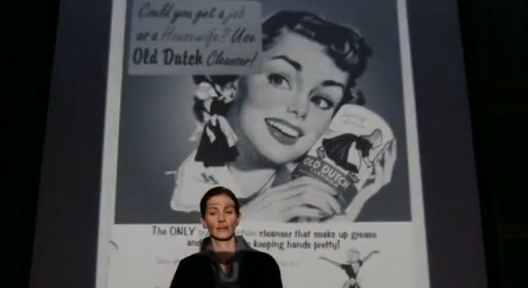 Could you get a job
as a Housewife? Use
Old Dutch Cleanser!
OLD DUTCH
CLEANSER
The ONLY cleanser that soaks up grease
and keeping hands pretty!